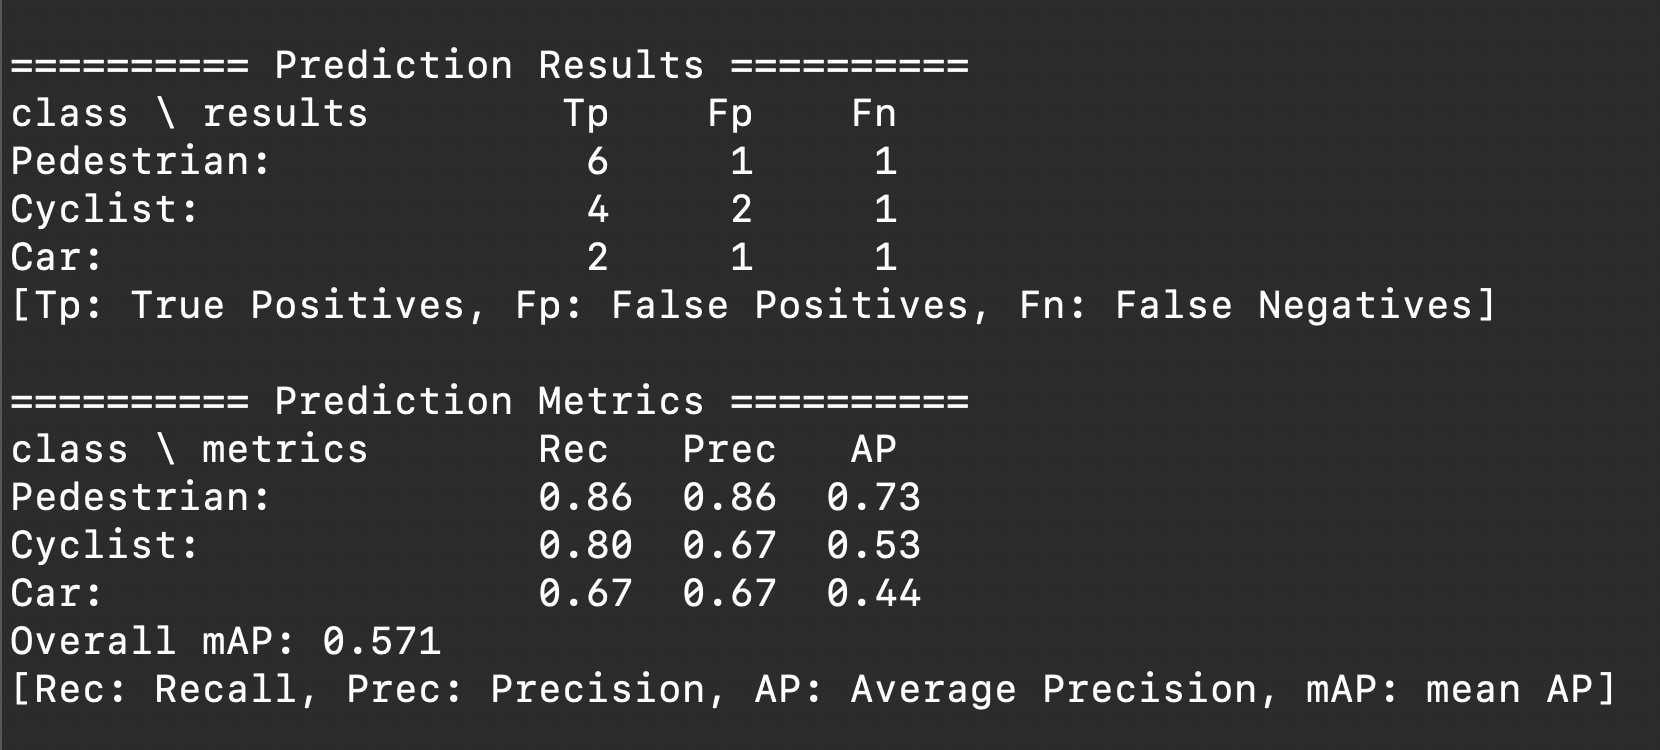 ========== Prediction Results ==========
class \ results        Tp    Fp    Fn
Pedestrian:             6     1     1
Cyclist:                4     2     1
Car:                    2     1     1
[Tp: True Positives, Fp: False Positives, Fn: False Negatives]

========== Prediction Metrics ==========
class \ metrics       Rec   Prec   AP
Pedestrian:           0.86  0.86  0.73
Cyclist:              0.80  0.67  0.53
Car:                  0.67  0.67  0.44
Overall mAP: 0.571
[Rec: Recall, Prec: Precision, AP: Average Precision, mAP: mean AP]